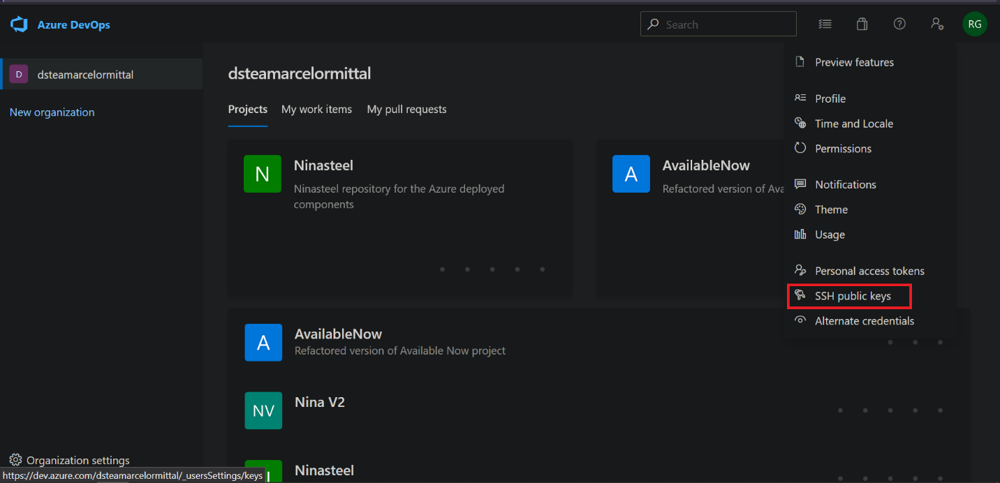 Azure DevOps
Search
RG
D
dsteamarcelormittal
New organization
dsteamarcelormittal
Projects
My work items
My pull requests
N
Ninasteel
Ninasteel repository for the Azure deployed
components
A
AvailableNow
Refactored version of Ava
A
AvailableNow
Refactored version of Available Now project
NV
Nina V2
Ninasteel
Preview features
Profile
Time and Locale
Permissions
Notifications
Theme
Usage
Personal access tokens
SSH public keys
Alternate credentials
Organization settings
https://dev.azure.com/dsteamarcelormittal/_usersSettings/keys